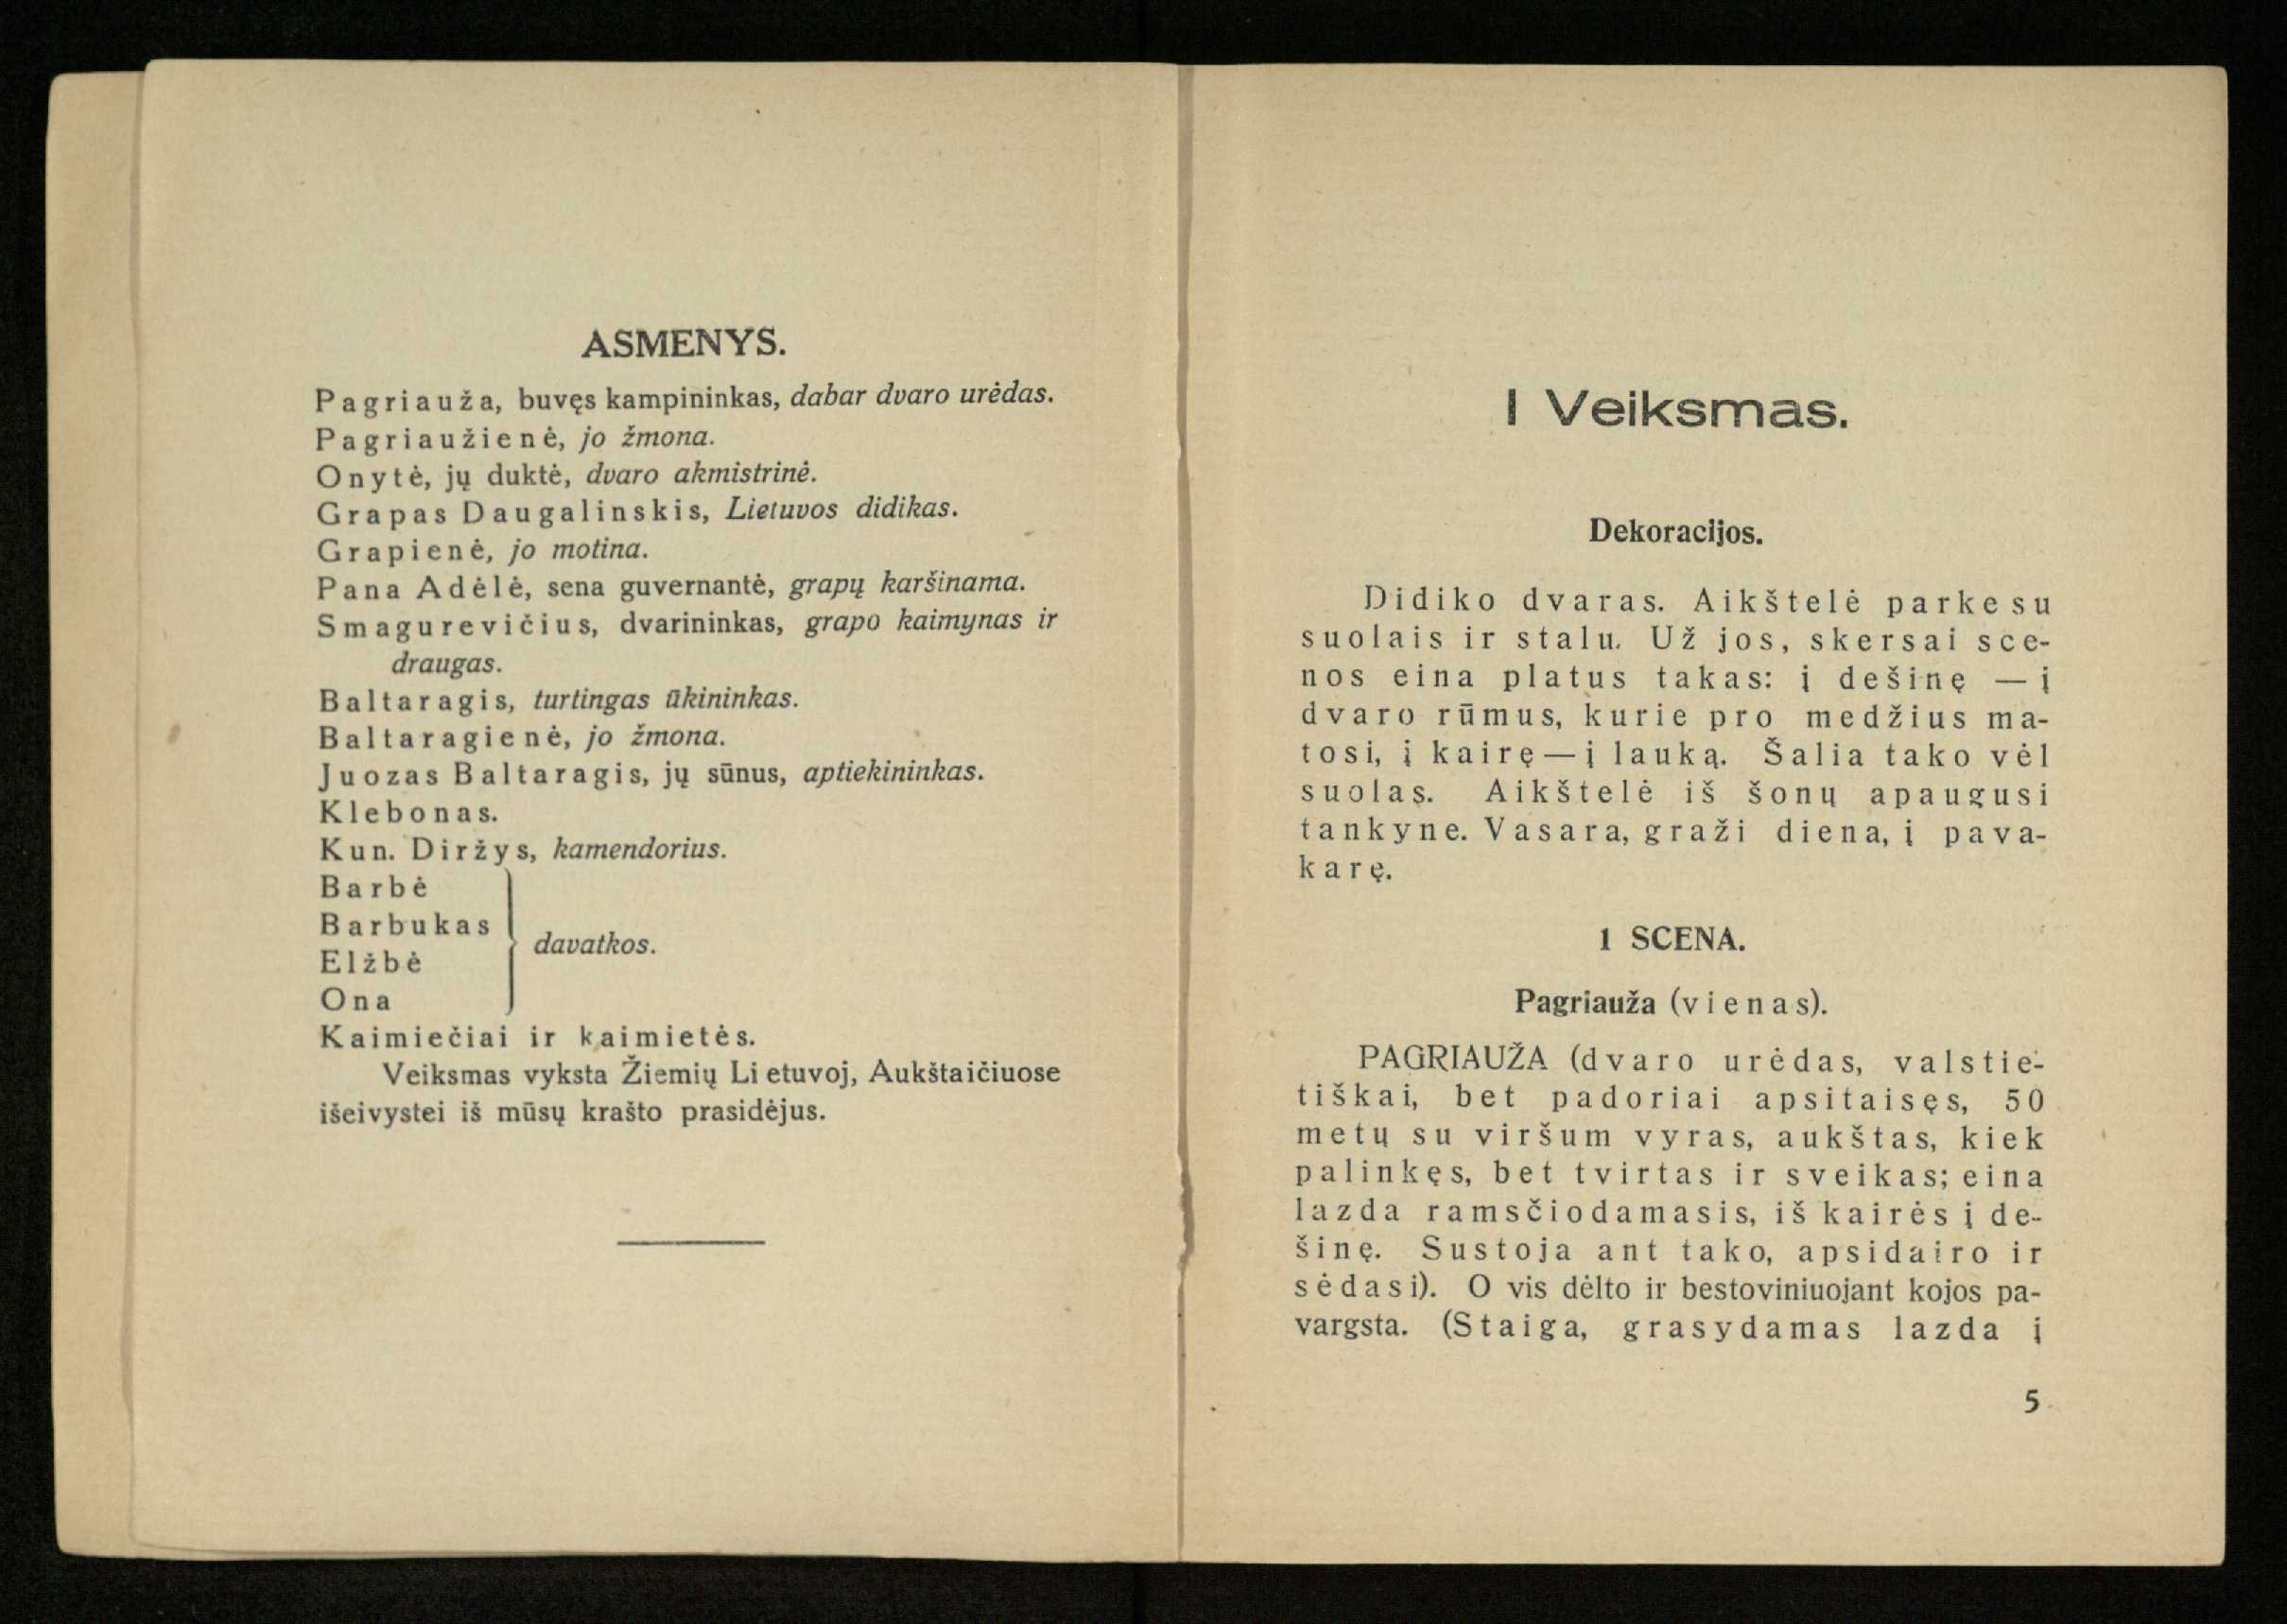 ASMENYS.
Pagriauža, buvęs kampininkas, dabar dvaro urėdas.
Pagriaužienė, jo žmona.
Onytė, jų duktė, dvaro akmistrinė.
Grapas Daugalinskis, Lietuvos didikas.
Grapienė, jo motina.
Pana Adėlė, sena guvernantė, grapų karšinama.
Smagurevičius, dvarininkas, grapo kaimynas ir
draugas.
Baltaragis, turtingas ūkininkas.
Baltaragienė, jo žmona.
Juozas Baltaragis, jų sūnus, aptiekininkas.
Klebonas.
Kun. Diržys, kamendorius.
Barbė
Barbukas
davatkos.
Elžbė
Ona
Kaimiečiai ir kaimietės.
Veiksmas vyksta Žiemių Lietuvoj, Aukštaičiuose
išeivystei iš mūsų krašto prasidėjus.
I Veiksmas.
Dekoracijos.
Didiko dvaras. Aikštelė parke su
suolais ir stalu. Už jos, skersai sce-
nos eina platus takas: į dešinę — į
dvaro rūmus, kurie pro medžius ma-
tosi, į kairę — į lauką. Šalia tako vėl
suolas. Aikštelė iš šonų apaugusi
tankyne. Vasara, graži diena, į pava-
karę.
1 SCENA.
Pagriauža (vienas).
PAGRIAUŽA (dvaro urėdas, valstie-
tiškai, bet padoriai apsitaisęs, 50
metų su viršum vyras, aukštas, kiek
palinkęs, bet tvirtas ir sveikas; eina
lazda ramsčiodamasis, iš kairės į de-
šinę. Sustoja ant tako, apsidairo ir
sėdasi). O vis dėlto ir bestoviniuojant kojos pa-
vargsta. (Staiga, grasydamas lazda į
5